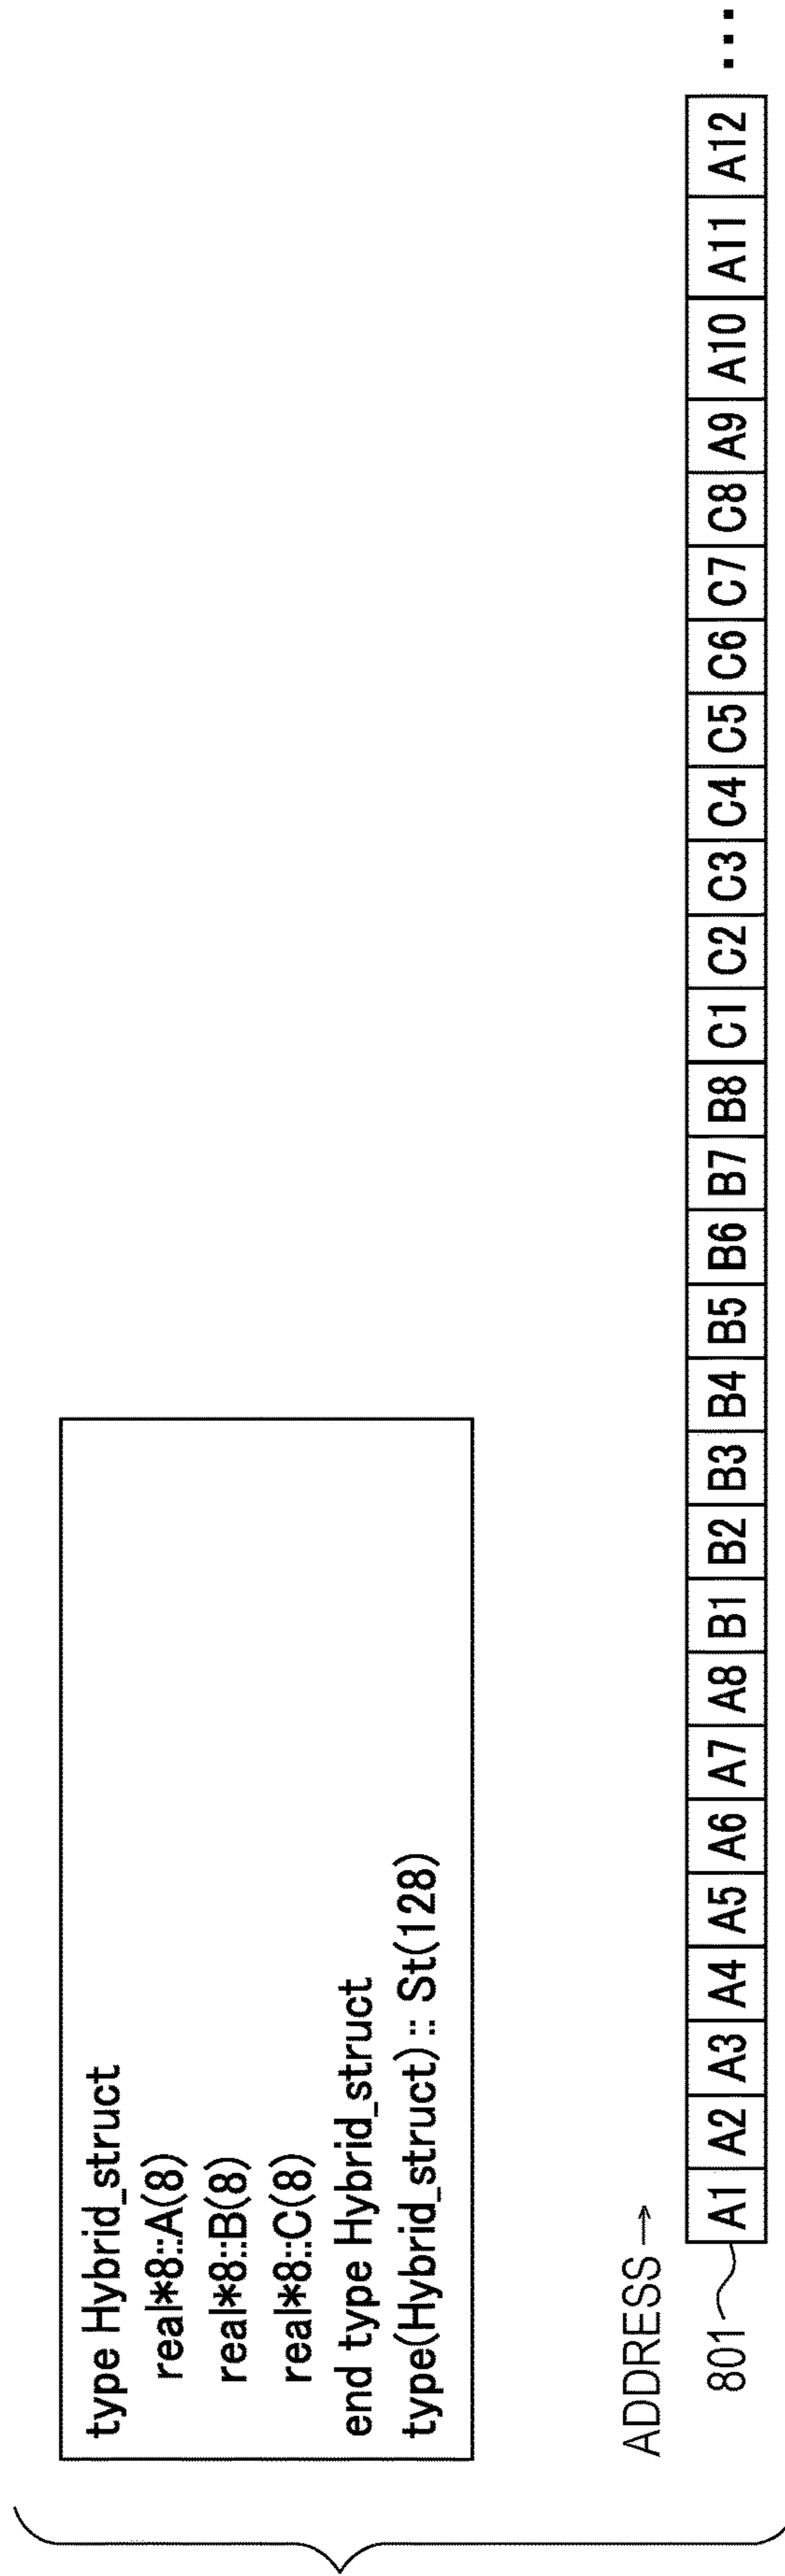 type Hybrid_struct
real*8::A(8)
real*8::B(8)
real*8::C(8)
end type Hybrid_struct
type(Hybrid_struct) :: St(128)
ADDRESS →
801 A1 A2 A3 A4 A5 A6 A7 A8 B1 B2 B3 B4 B5 B6 B7 B8 C1 C2 C3 C4 C5 C6 C7 C8 A9 A10 A11 A12 ...